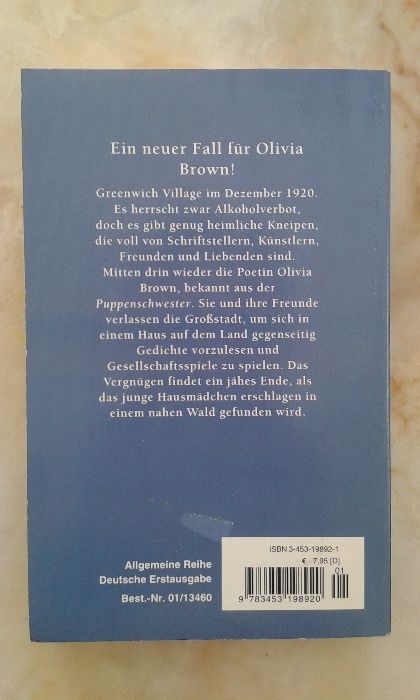 Ein neuer Fall für Olivia
Brown!
Greenwich Village im Dezember 1920.
Es herrscht zwar Alkoholverbot,
doch es gibt genug heimliche Kneipen,
die voll von Schriftstellern, Künstlern,
Freunden und Liebenden sind.
Mitten drin wieder die Poetin Olivia
Brown, bekannt aus der
Puppenschwester. Sie und ihre Freunde
verlassen die Großstadt, um sich in
einem Haus auf dem Land gegenseitig
Gedichte vorzulesen und
Gesellschaftsspiele zu spielen. Das
Vergnügen findet ein jähes Ende, als
das junge Hausmädchen erschlagen in
einem nahen Wald gefunden wird.
Allgemeine Reihe
Deutsche Erstausgabe
Best.-Nr. 01/13460
ISBN 3-453-19892-1
€ 7,95 [D]
01
9 783453 198920